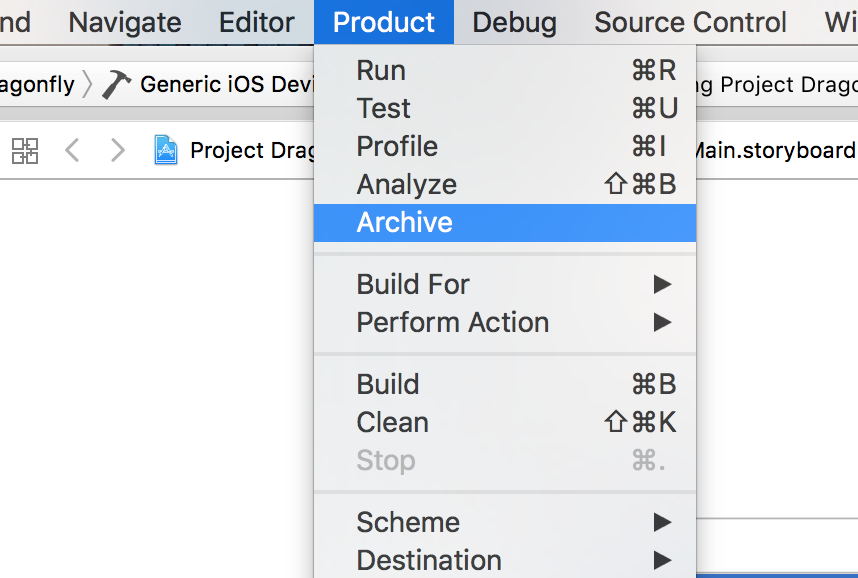 nd Navigate Editor Product Debug Source Control Wi
agonfly Generic iOS Devi ng Project Drago
Project Drag Main.storyboard
Run ⌘R
Test ⌘U
Profile ⌘I
Analyze ⇧⌘B
Archive
Build For ▶
Perform Action ▶
Build ⌘B
Clean ⇧⌘K
Stop ⌘.
Scheme ▶
Destination ▶